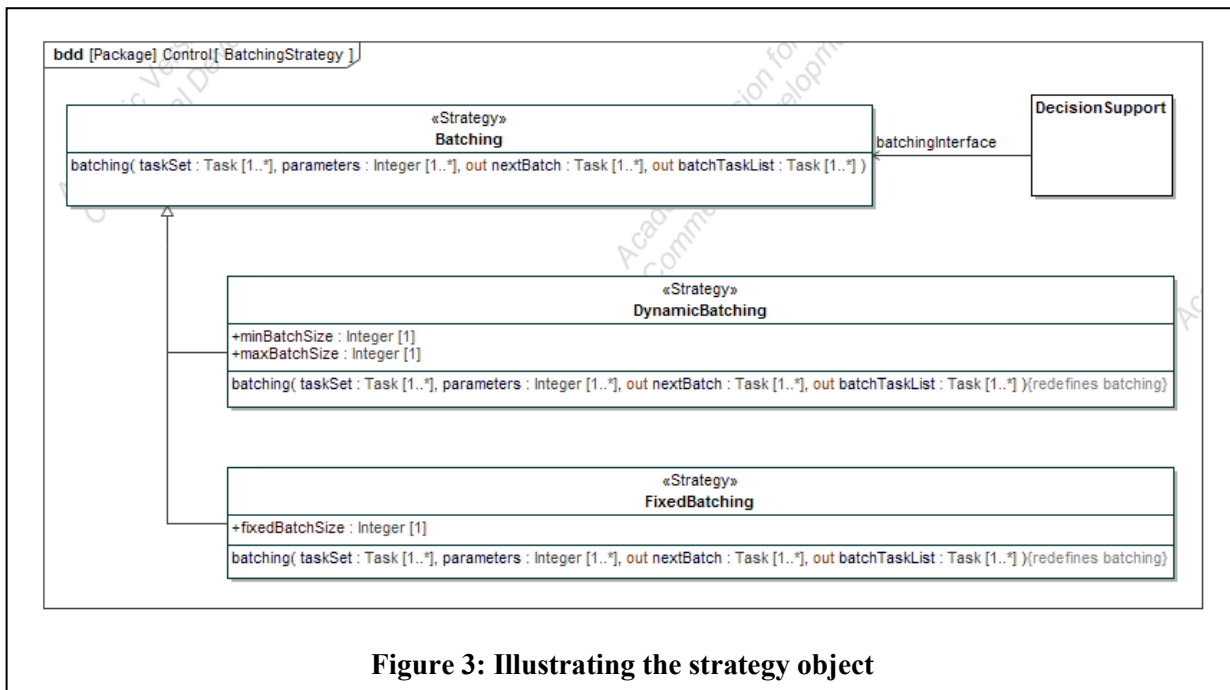 bdd [Package] Control[ BatchingStrategy ]
«Strategy»
Batching
batching( taskSet : Task [1..*], parameters : Integer [1..*], out nextBatch : Task [1..*], out batchTaskList : Task [1..*] )
batchingInterface
DecisionSupport
«Strategy»
DynamicBatching
+minBatchSize : Integer [1]
+maxBatchSize : Integer [1]
batching( taskSet : Task [1..*], parameters : Integer [1..*], out nextBatch : Task [1..*], out batchTaskList : Task [1..*] ){redefines batching}
«Strategy»
FixedBatching
+fixedBatchSize : Integer [1]
batching( taskSet : Task [1..*], parameters : Integer [1..*], out nextBatch : Task [1..*], out batchTaskList : Task [1..*] ){redefines batching}
Figure 3: Illustrating the strategy object